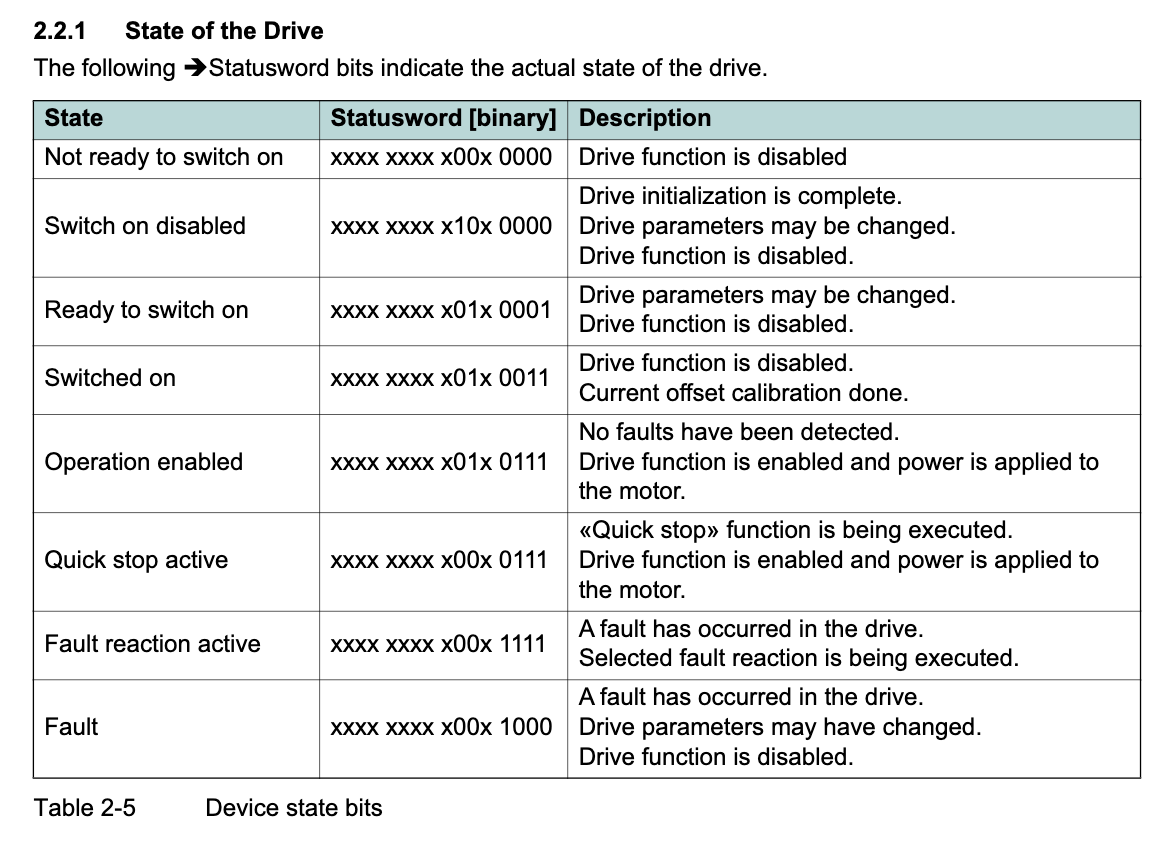 2.2.1 State of the Drive
The following ➔Statusword bits indicate the actual state of the drive.
State Statusword [binary] Description
Not ready to switch on xxxx xxxx x00x 0000 Drive function is disabled
Switch on disabled xxxx xxxx x10x 0000 Drive initialization is complete.
Drive parameters may be changed.
Drive function is disabled.
Ready to switch on xxxx xxxx x01x 0001 Drive parameters may be changed.
Drive function is disabled.
Switched on xxxx xxxx x01x 0011 Drive function is disabled.
Current offset calibration done.
Operation enabled xxxx xxxx x01x 0111 No faults have been detected.
Drive function is enabled and power is applied to
the motor.
Quick stop active xxxx xxxx x00x 0111 «Quick stop» function is being executed.
Drive function is enabled and power is applied to
the motor.
Fault reaction active xxxx xxxx x00x 1111 A fault has occurred in the drive.
Selected fault reaction is being executed.
Fault xxxx xxxx x00x 1000 A fault has occurred in the drive.
Drive parameters may have changed.
Drive function is disabled.
Table 2-5 Device state bits